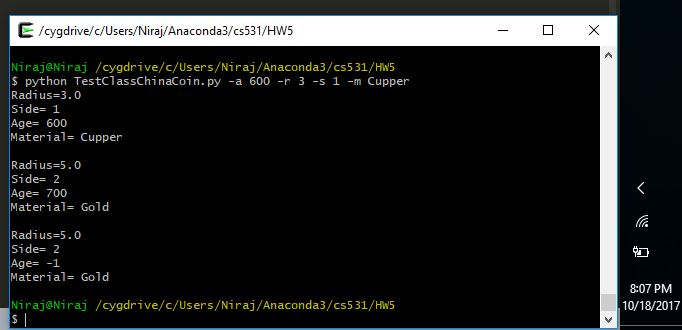 /cygdrive/c/Users/Niraj/Anaconda3/cs531/HW5
Niraj@Niraj /cygdrive/c/Users/Niraj/Anaconda3/cs531/HW5
$ python TestClassChinaCoin.py -a 600 -r 3 -s 1 -m Cupper
Radius=3.0
Side= 1
Age= 600
Material= Cupper
Radius=5.0
Side= 2
Age= 700
Material= Gold
Radius=5.0
Side= 2
Age= -1
Material= Gold
Niraj@Niraj /cygdrive/c/Users/Niraj/Anaconda3/cs531/HW5
$
8:07 PM
10/18/2017